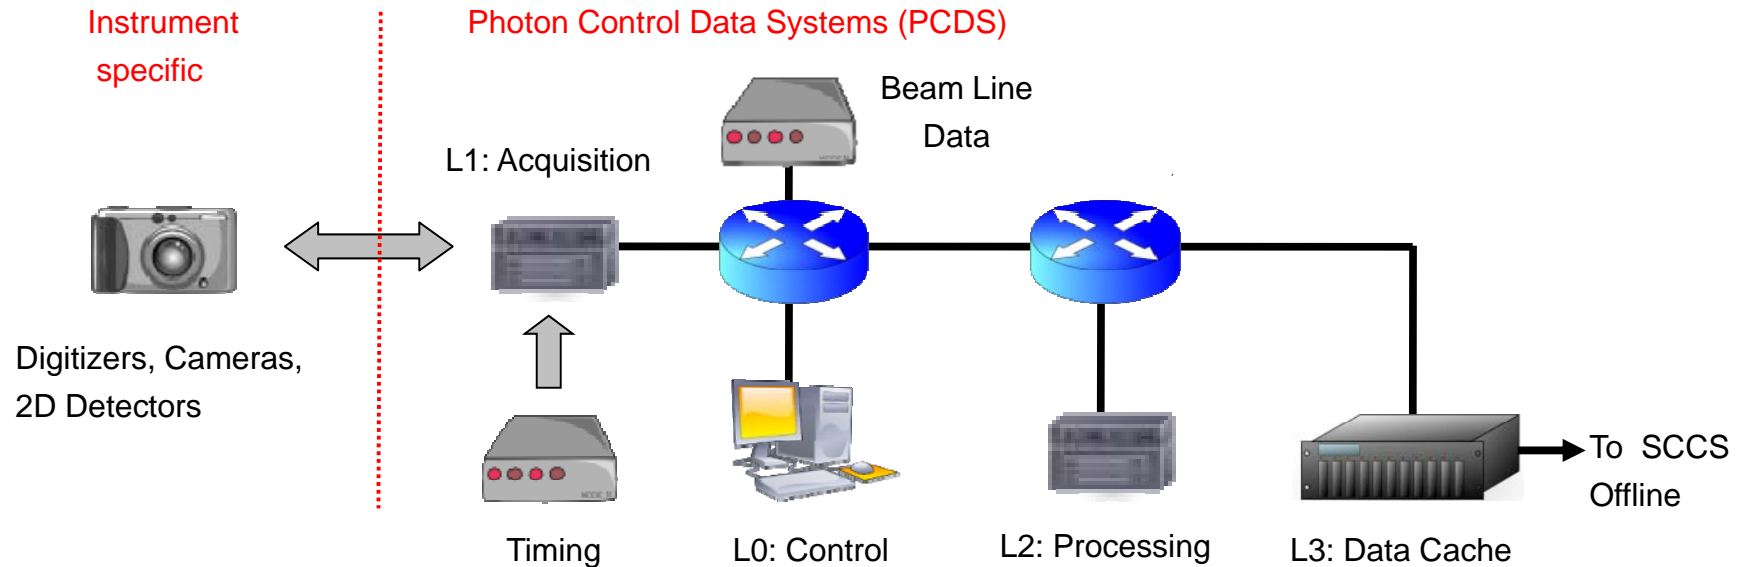 Instrument
specific
Photon Control Data Systems (PCDS)
Beam Line
Data
L1: Acquisition
Digitizers, Cameras,
2D Detectors
To SCCS
Offline
Timing
L0: Control
L2: Processing
L3: Data Cache